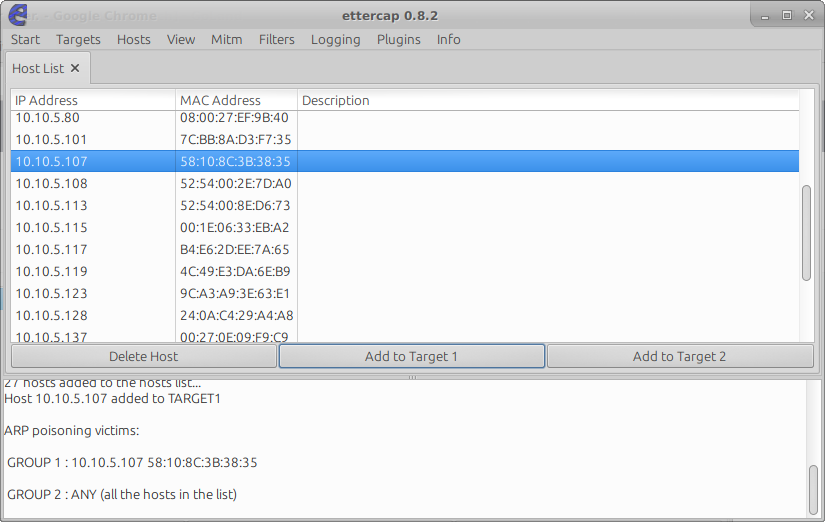 - Google Chrome
ettercap 0.8.2
Start Targets Hosts View Mitm Filters Logging Plugins Info
Host List ✕
IP Address MAC Address Description
10.10.5.80 08:00:27:EF:9B:40
10.10.5.101 7C:BB:8A:D3:F7:35
10.10.5.107 58:10:8C:3B:38:35
10.10.5.108 52:54:00:2E:7D:A0
10.10.5.113 52:54:00:8E:D6:73
10.10.5.115 00:1E:06:33:EB:A2
10.10.5.117 B4:E6:2D:EE:7A:65
10.10.5.119 4C:49:E3:DA:6E:B9
10.10.5.123 9C:A3:A9:3E:63:E1
10.10.5.128 24:0A:C4:29:A4:A8
10.10.5.137 00:27:0E:09:F9:C9
Delete Host Add to Target 1 Add to Target 2
27 hosts added to the hosts list...
Host 10.10.5.107 added to TARGET1
ARP poisoning victims:
GROUP 1 : 10.10.5.107 58:10:8C:3B:38:35
GROUP 2 : ANY (all the hosts in the list)